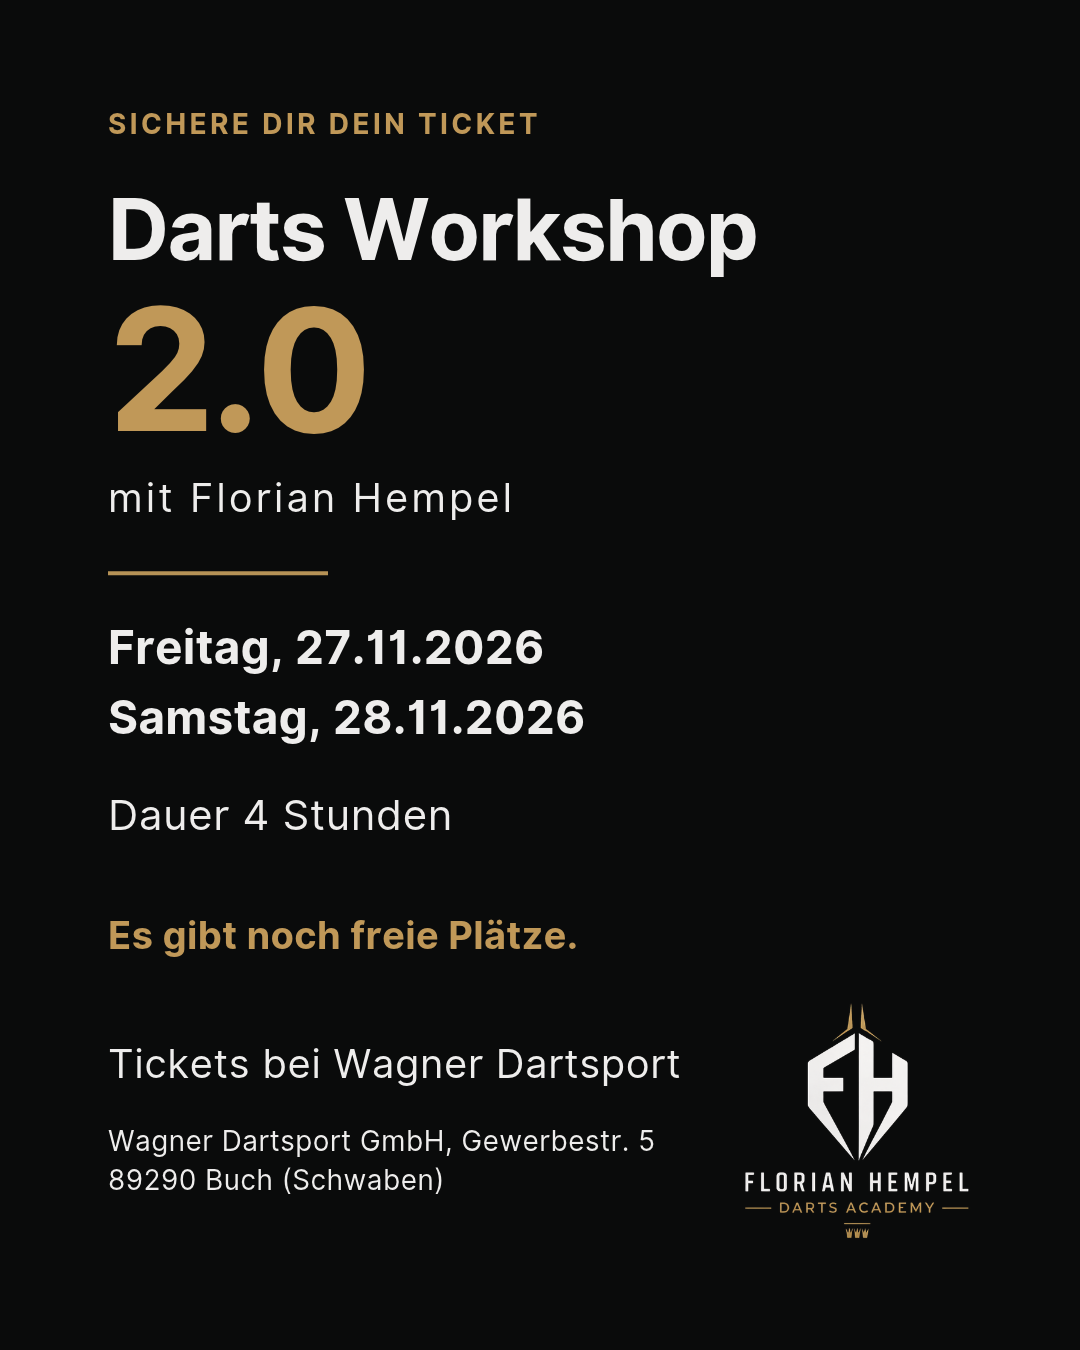 SICHERE DIR DEIN TICKET
Darts Workshop
2.0
mit Florian Hempel
Freitag, 27.11.2026
Samstag, 28.11.2026
Dauer 4 Stunden
Es gibt noch freie Plätze.
Tickets bei Wagner Dartsport
Wagner Dartsport GmbH, Gewerbestr. 5
89290 Buch (Schwaben)
FH
FLORIAN HEMPEL
DARTS ACADEMY